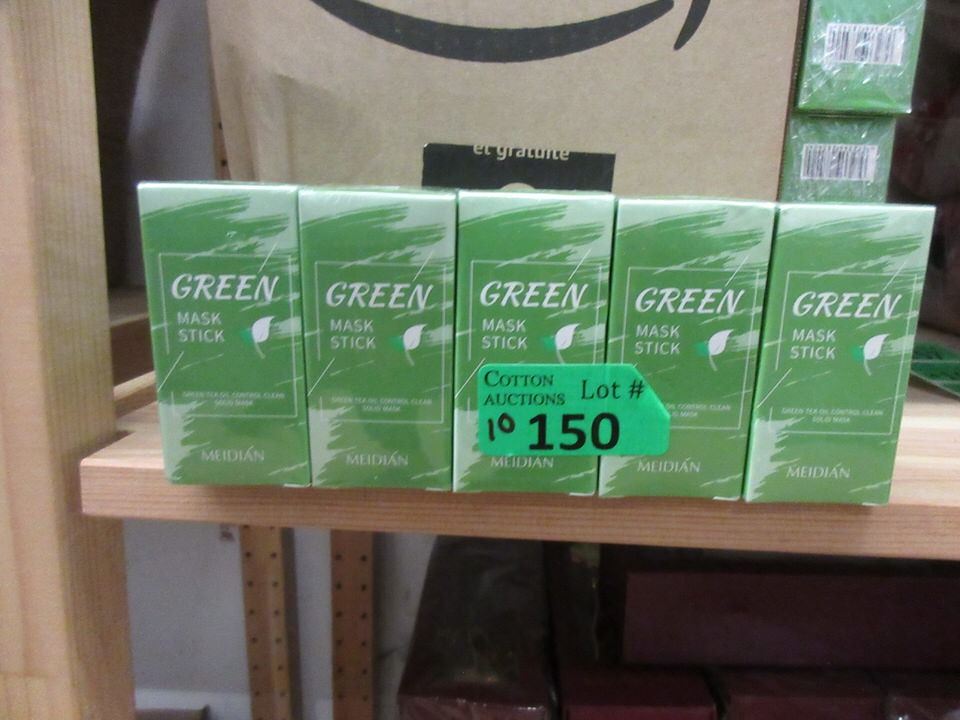 et gratuite
GREEN
MASK
STICK
GREEN TEA OIL CONTROL CLEAN
SOLID MASK
MEIDIAN
GREEN
MASK
STICK
GREEN TEA OIL CONTROL CLEAN
SOLID MASK
MEIDIAN
GREEN
MASK
STICK
MEIDIAN
GREEN
MASK
STICK
OIL CONTROL CLEAN
SOLID MASK
MEIDIAN
GREEN
MASK
STICK
GREEN TEA OIL CONTROL CLEAN
SOLID MASK
MEIDIAN
COTTON
AUCTIONS Lot #
10 150